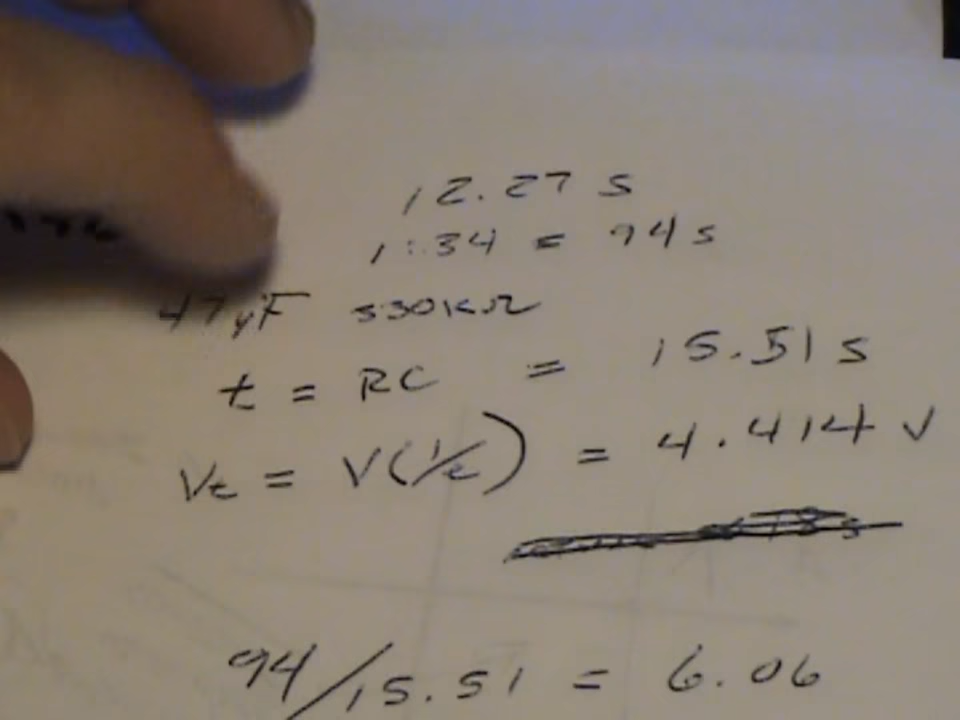 12.27 s
1:34 = 94 s
47µF 330KΩ
t = RC = 15.51 s
Vt = V(1/e) = 4.414 V
94/15.51 = 6.06